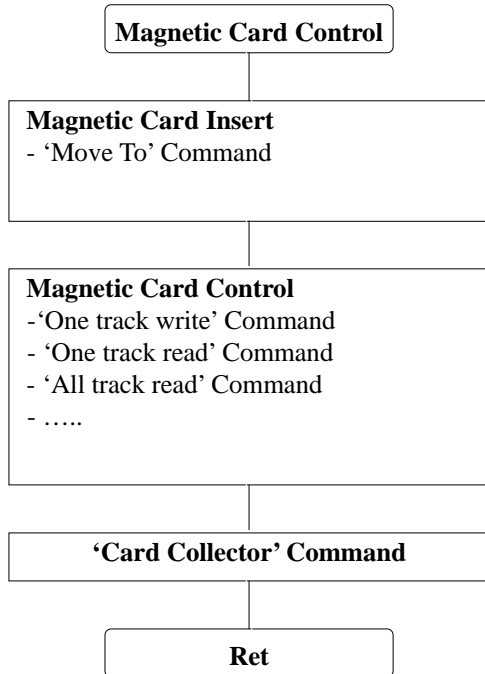 Magnetic Card Control
Magnetic Card Insert
- ‘Move To’ Command
Magnetic Card Control
-‘One track write’ Command
- ‘One track read’ Command
- ‘All track read’ Command
- …..
‘Card Collector’ Command
Ret